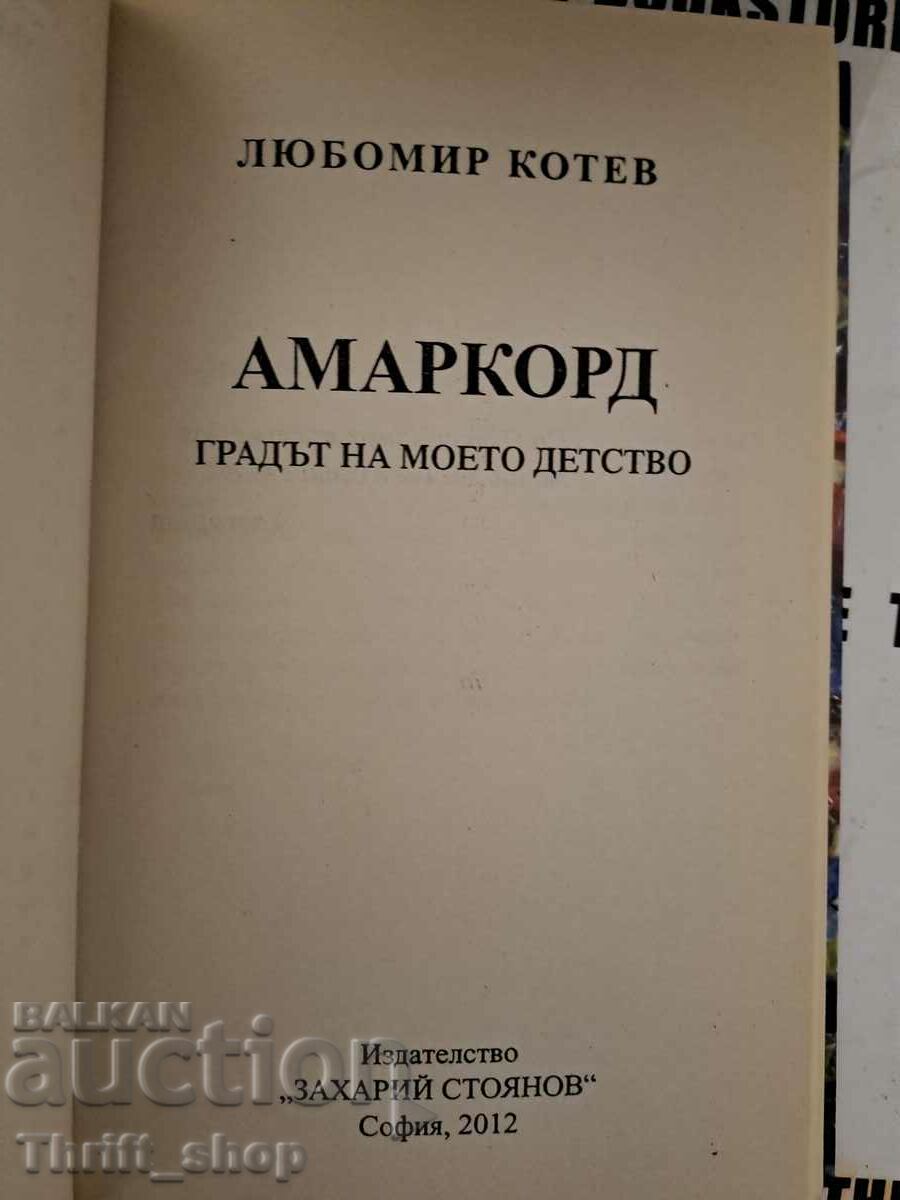 ЛЮБОМИР КОТЕВ
АМАРКОРД
ГРАДЪТ НА МОЕТО ДЕТСТВО
Издателство
„ЗАХАРИЙ СТОЯНОВ“
София, 2012
BALKAN
auction
Thrift_shop